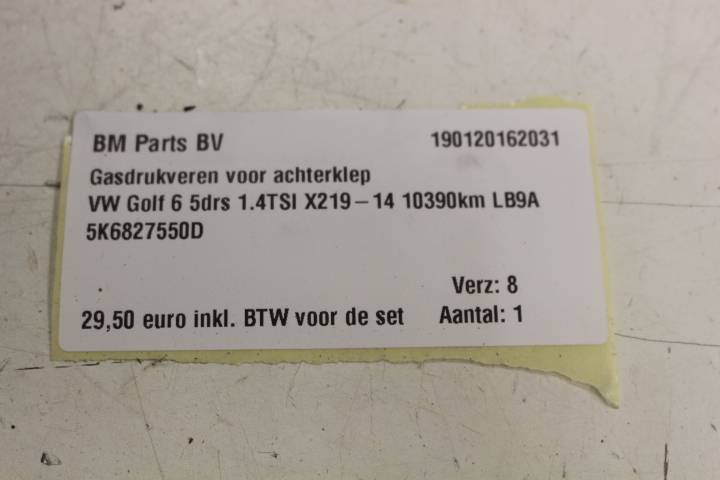 BM Parts BV 190120162031
Gasdrukveren voor achterklep
VW Golf 6 5drs 1.4TSI X219-14 10390km LB9A
5K6827550D
Verz: 8
29,50 euro inkl. BTW voor de set Aantal: 1